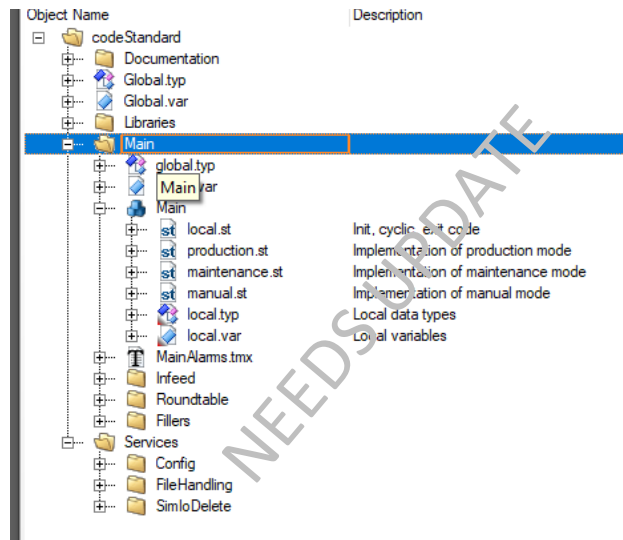 Object Name Description
codeStandard
Documentation
Global.typ
Global.var
Libraries
Main
global.typ
Main var
Main
local.st Init, cyclic, exit code
production.st Implementation of production mode
maintenance.st Implementation of maintenance mode
manual.st Implementation of manual mode
local.typ Local data types
local.var Local variables
MainAlarms.tmx
Infeed
Roundtable
Fillers
Services
Config
FileHandling
SimIoDelete
NEEDS UPDATE